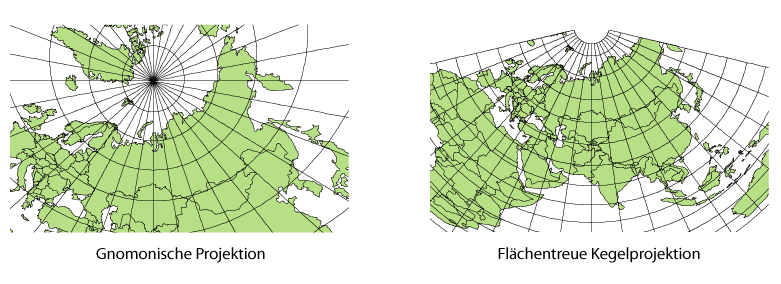 Gnomonische Projektion
Flächentreue Kegelprojektion